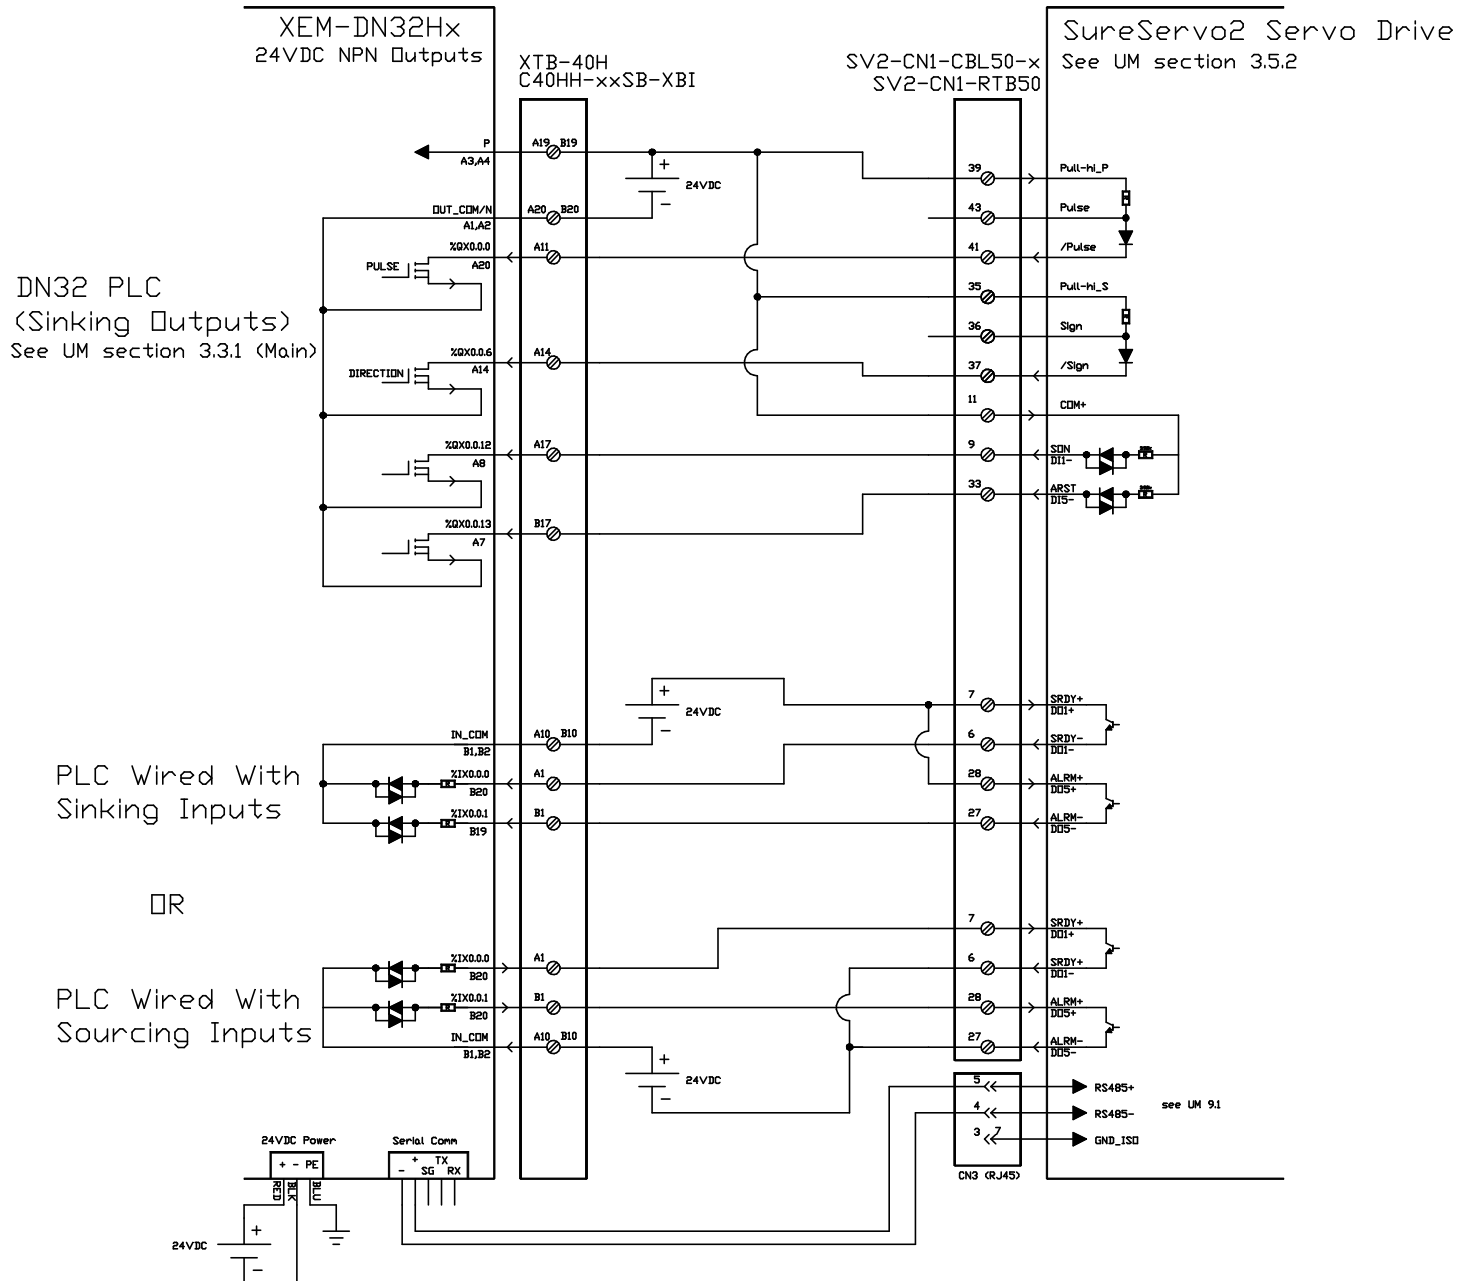 XEM-DN32Hx
24VDC NPN Outputs
XTB-40H
C40HH-xxSB-XBI
SV2-CN1-CBL50-x
SV2-CN1-RTB50
SureServo2 Servo Drive
See UM section 3.5.2
P
A3,A4
A19 B19
+
24VDC
-
39
Pull-hi_P
OUT_COM/N
A1,A2
A20 B20
43
Pulse
%QX0.0.0
A20
PULSE
A11
41
/Pulse
35
Pull-hi_S
DN32 PLC
(Sinking Outputs)
See UM section 3.3.1 (Main)
36
Sign
%QX0.0.6
A14
DIRECTION
A14
37
/Sign
11
COM+
%QX0.0.12
A8
A17
9
SON
DI1-
33
ARST
DI5-
%QX0.0.13
A7
B17
+
24VDC
-
7
SRDY+
DO1+
IN_COM
B1,B2
A10 B10
6
SRDY-
DO1-
PLC Wired With
Sinking Inputs
%IX0.0.0
B20
A1
28
ALRM+
DO5+
%IX0.0.1
B19
B1
27
ALRM-
DO5-
OR
7
SRDY+
DO1+
%IX0.0.0
B20
A1
6
SRDY+
DO1-
PLC Wired With
Sourcing Inputs
%IX0.0.1
B20
B1
28
ALRM+
DO5+
IN_COM
B1,B2
A10 B10
27
ALRM-
DO5-
+
24VDC
-
5
RS485+
4
RS485-
see UM 9.1
3 7
GND_ISO
CN3 (RJ45)
24VDC Power
+ - PE
RED
BLK
BLU
Serial Comm
+ TX
- SG RX
24VDC
+
-